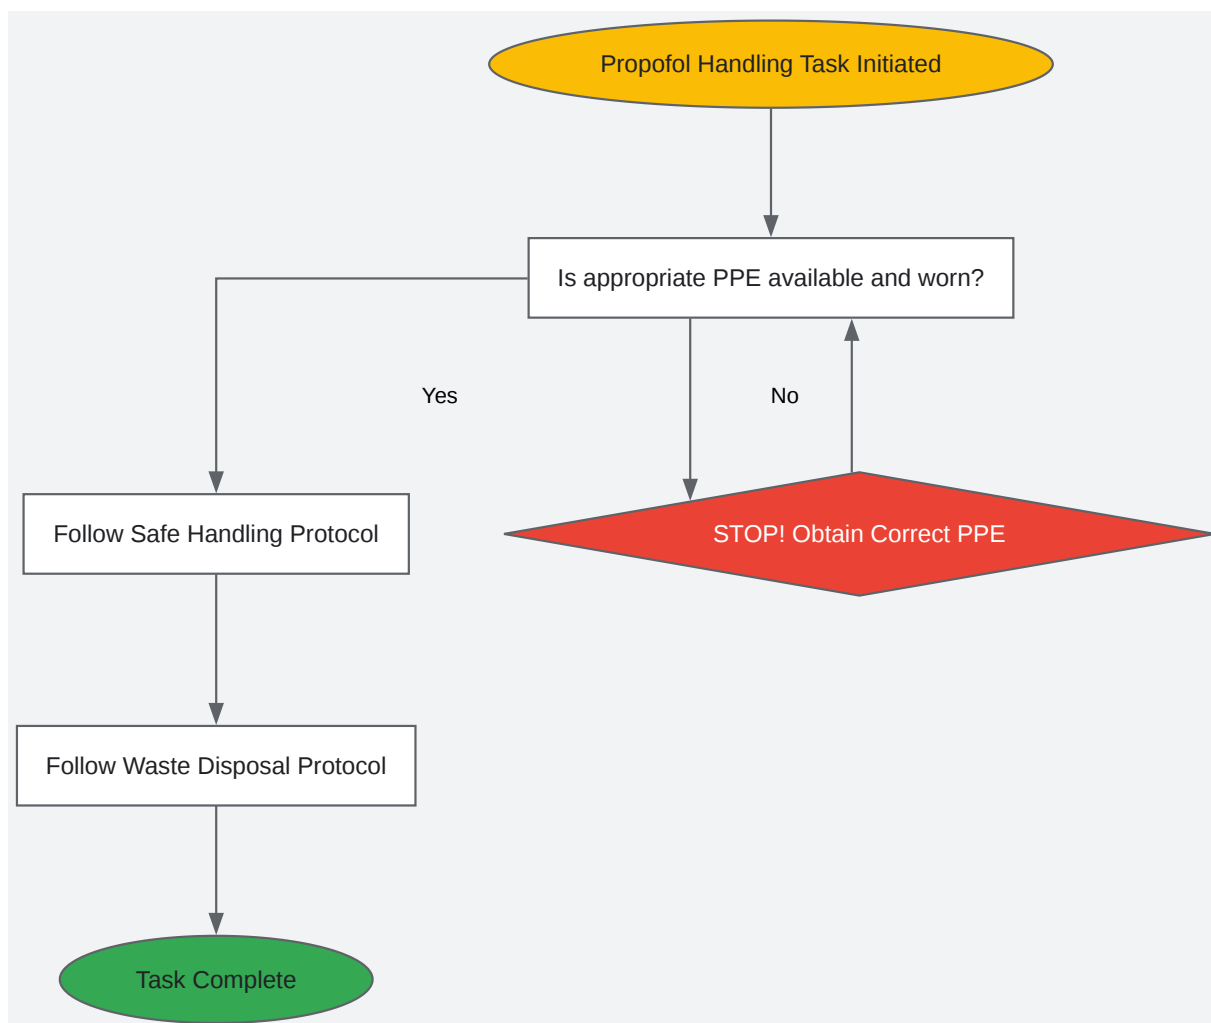 Propofol Handling Task Initiated
Is appropriate PPE available and worn?
Yes
No
Follow Safe Handling Protocol
STOP! Obtain Correct PPE
Follow Waste Disposal Protocol
Task Complete